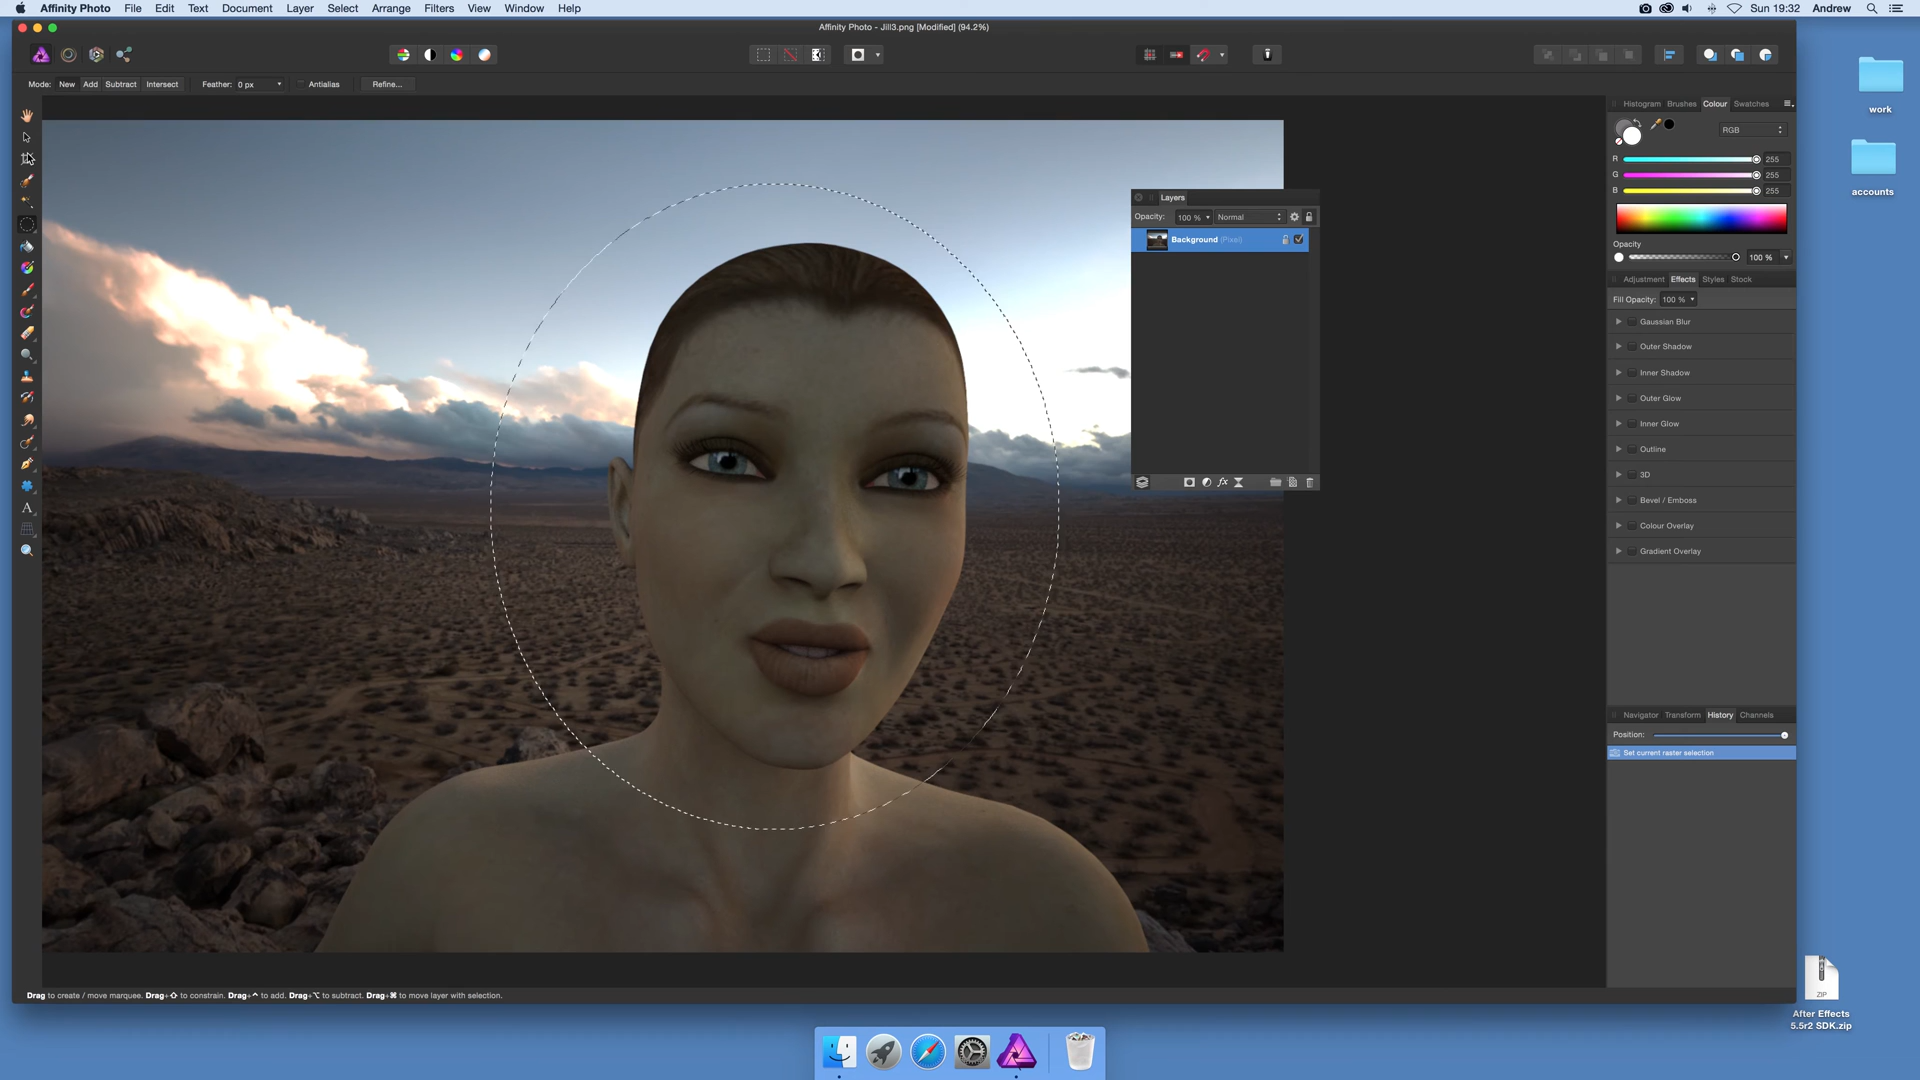 Affinity Photo File Edit Text Document Layer Select Arrange Filters View Window Help
Sun 19:32 Andrew
Affinity Photo - Jill3.png [Modified] (94.2%)
Mode: New Add Subtract Intersect Feather: 0 px Antialias Refine...
work
accounts
Histogram Brushes Colour Swatches
RGB
R 255
G 255
B 255
Opacity
100 %
Adjustment Effects Styles Stock
Fill Opacity: 100 %
Gaussian Blur
Outer Shadow
Inner Shadow
Outer Glow
Inner Glow
Outline
3D
Bevel / Emboss
Colour Overlay
Gradient Overlay
Layers
Opacity: 100 % Normal
Background (Pixel)
fx
A
Navigator Transform History Channels
Position:
Set current raster selection
Drag to create / move marquee. Drag+⇧ to constrain. Drag+⌃ to add. Drag+⌥ to subtract. Drag+⌘ to move layer with selection.
ZIP
After Effects
5.5r2 SDK.zip